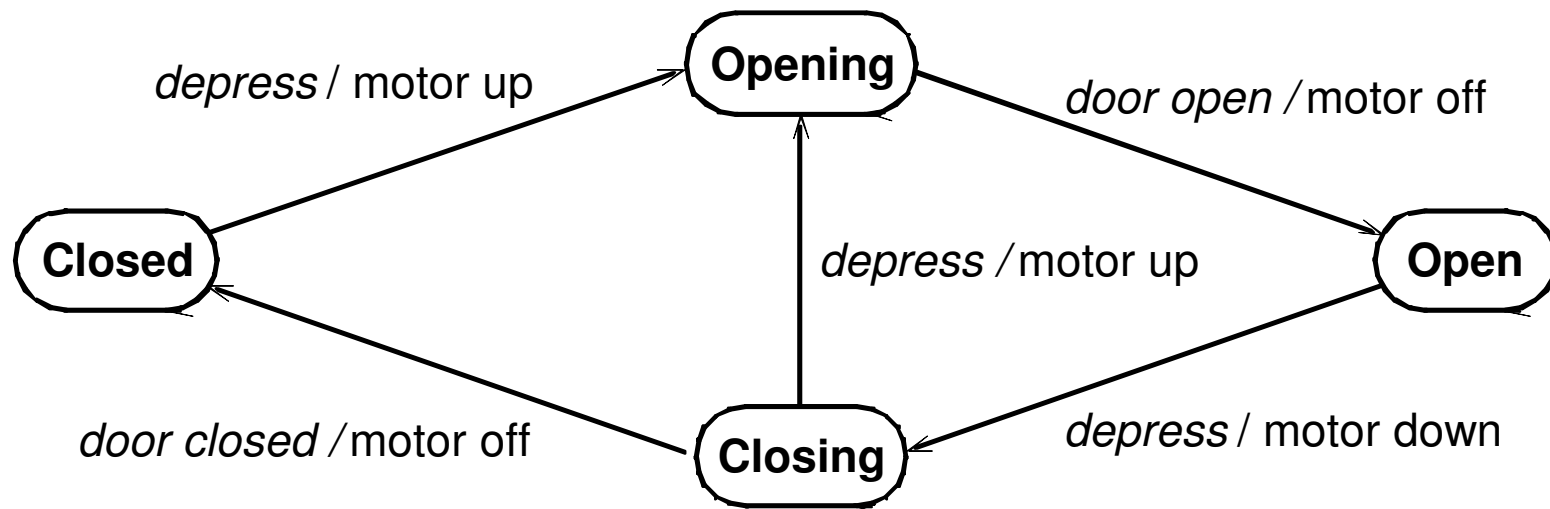 Opening
depress / motor up
door open / motor off
Closed
depress / motor up
Open
door closed / motor off
Closing
depress / motor down